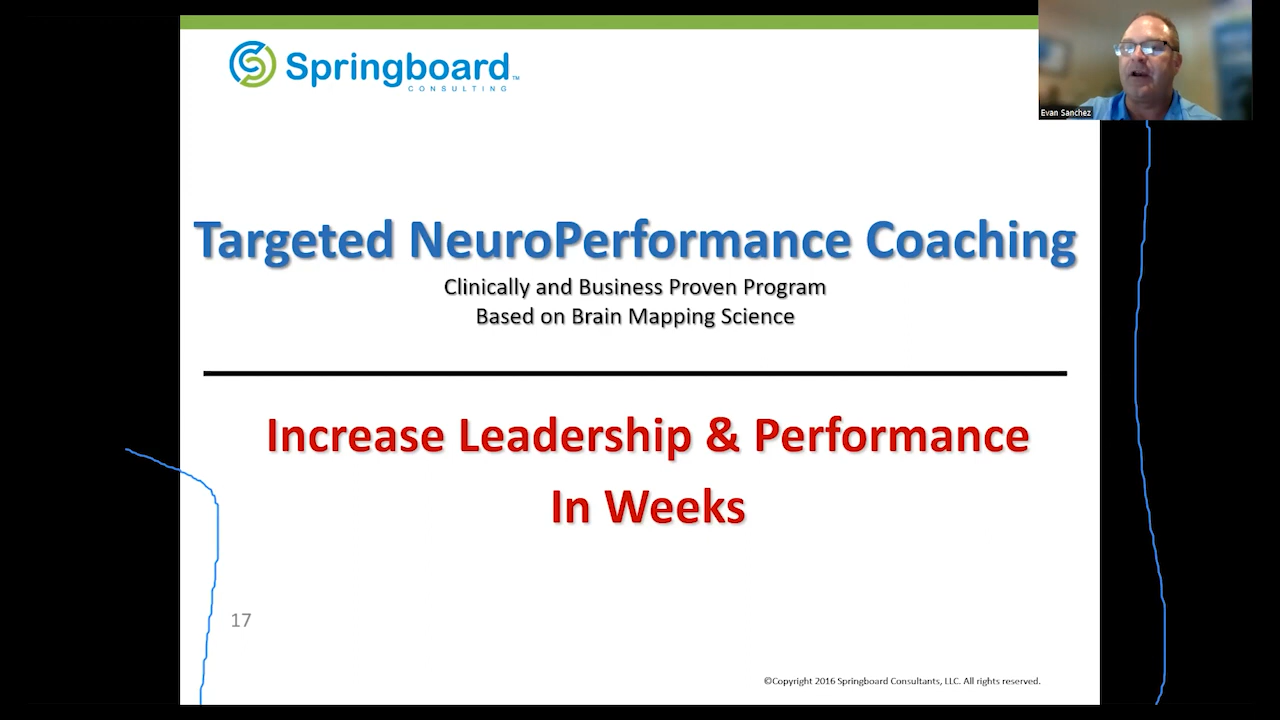 Springboard™
CONSULTING
Evan Sanchez
Targeted NeuroPerformance Coaching
Clinically and Business Proven Program
Based on Brain Mapping Science
Increase Leadership & Performance
In Weeks
17
©Copyright 2016 Springboard Consultants, LLC. All rights reserved.